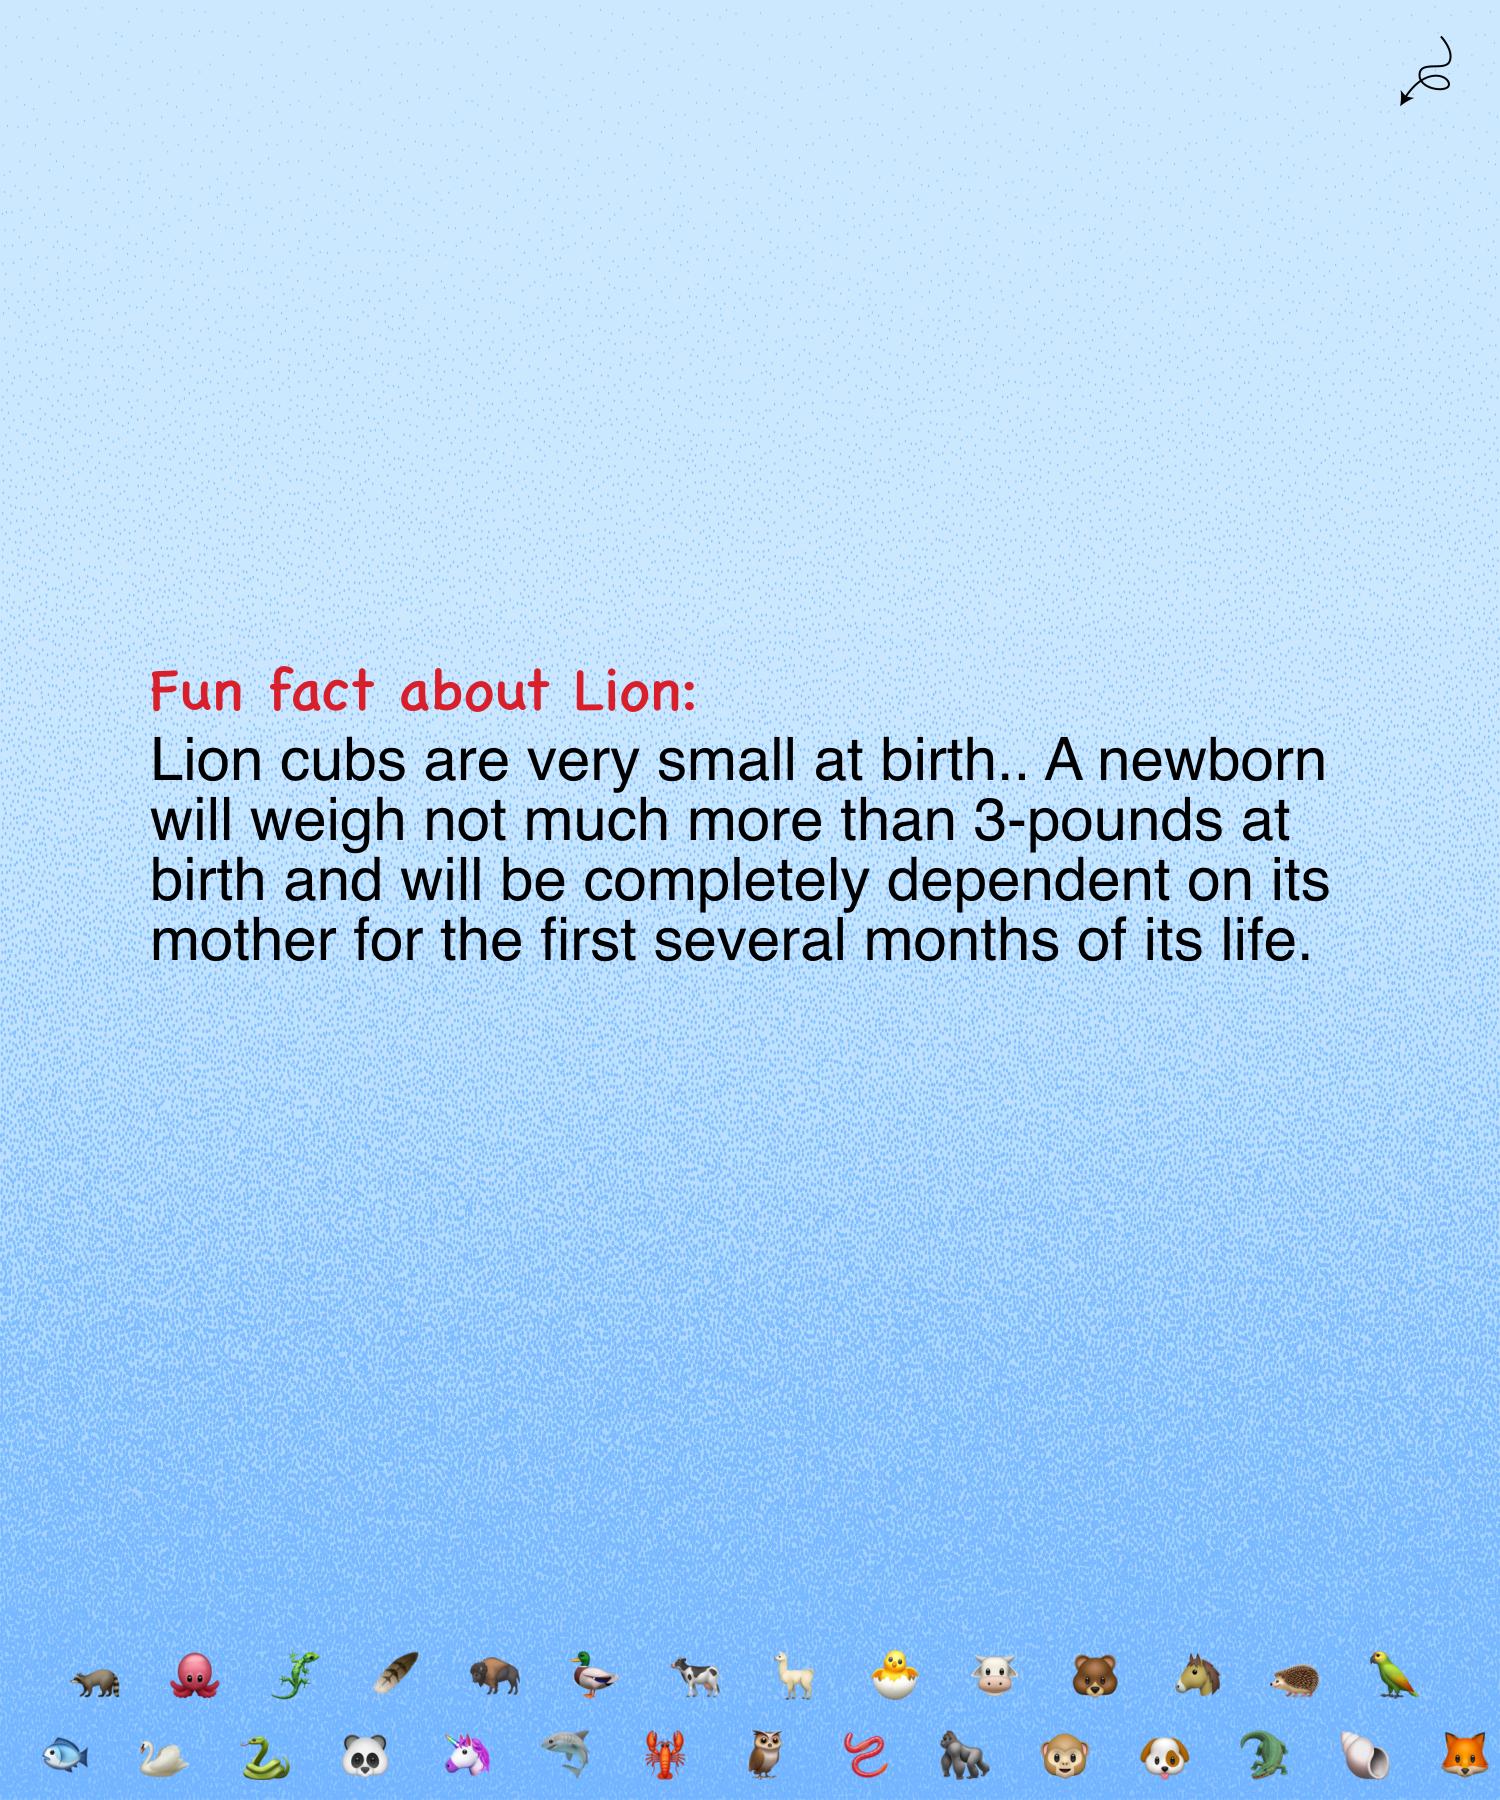 Fun fact about Lion:
Lion cubs are very small at birth.. A newborn
will weigh not much more than 3-pounds at
birth and will be completely dependent on its
mother for the first several months of its life.